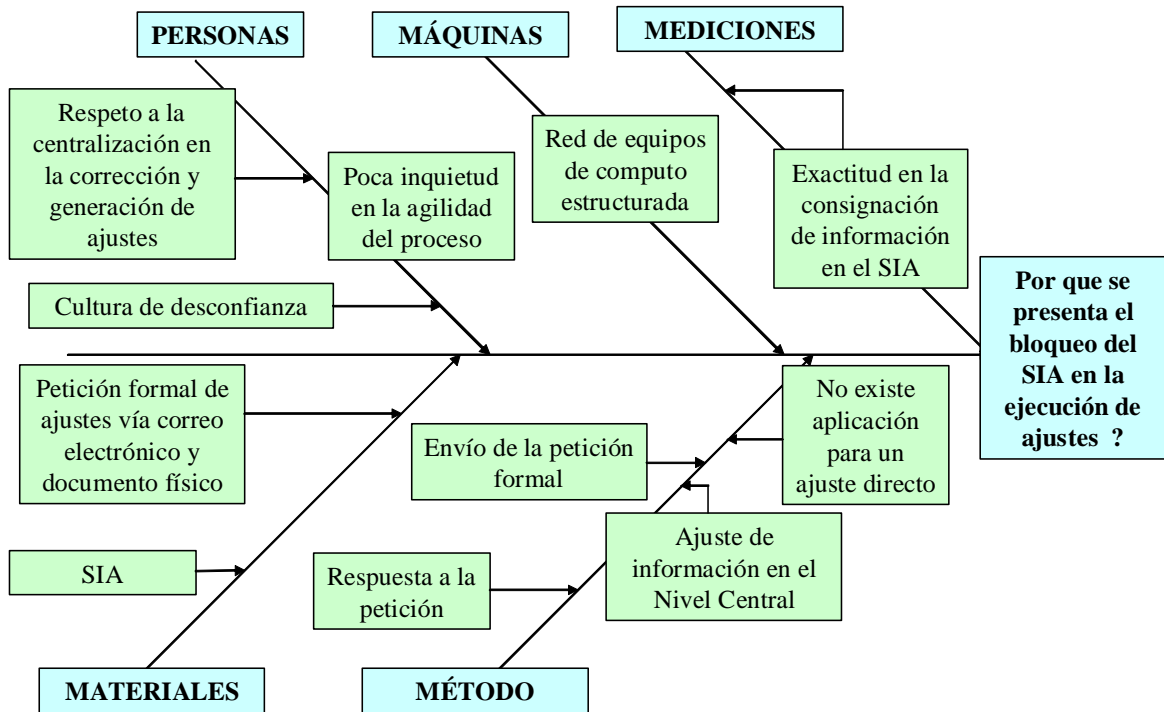 PERSONAS
MÁQUINAS
MEDICIONES
Respeto a la
centralización en
la corrección y
generación de
ajustes
Poca inquietud
en la agilidad
del proceso
Red de equipos
de computo
estructurada
Exactitud en la
consignación
de información
en el SIA
Cultura de desconfianza
Por que se
presenta el
bloqueo del
SIA en la
ejecución de
ajustes ?
Petición formal de
ajustes vía correo
electrónico y
documento físico
Envío de la petición
formal
No existe
aplicación
para un
ajuste directo
SIA
Respuesta a la
petición
Ajuste de
información en el
Nivel Central
MATERIALES
MÉTODO